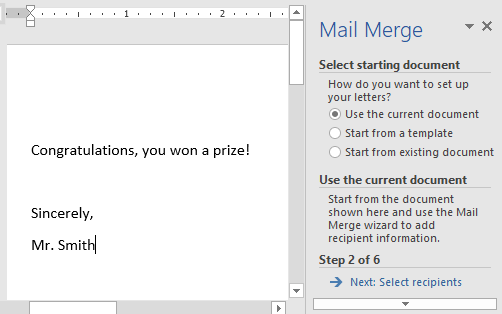 1 2
Congratulations, you won a prize!
Sincerely,
Mr. Smith
Mail Merge
Select starting document
How do you want to set up
your letters?
Use the current document
Start from a template
Start from existing document
Use the current document
Start from the document
shown here and use the Mail
Merge wizard to add
recipient information.
Step 2 of 6
Next: Select recipients